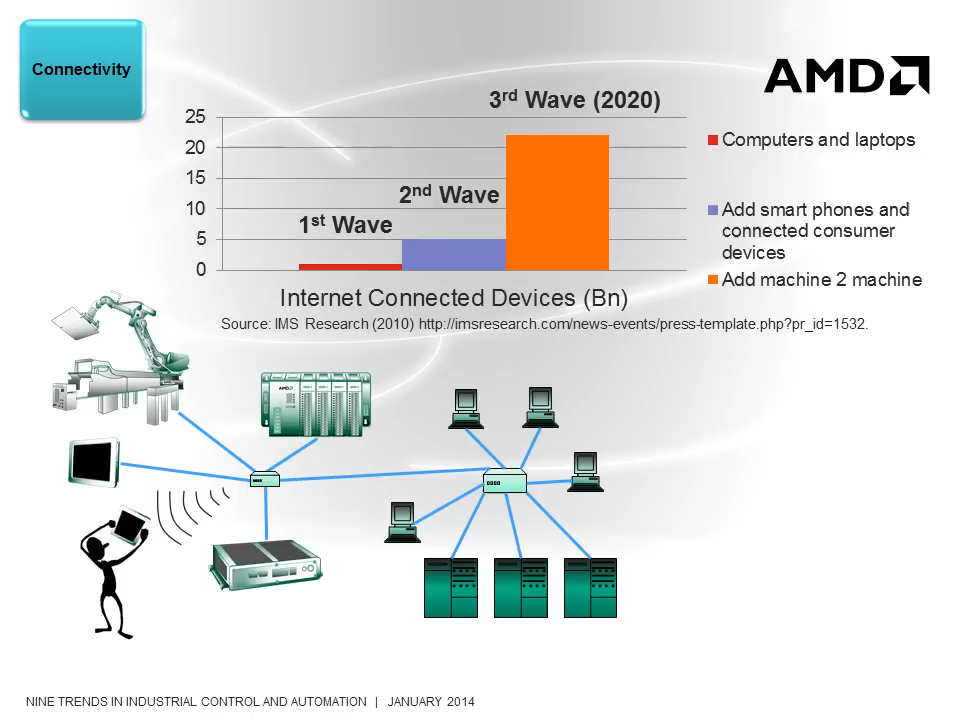 Connectivity
AMD
3rd Wave (2020)
25
20
15
10
5
0
2nd Wave
1st Wave
Computers and laptops
Add smart phones and
connected consumer
devices
Add machine 2 machine
Internet Connected Devices (Bn)
Source: IMS Research (2010) http://imsresearch.com/news-events/press-template.php?pr_id=1532.
AMD
NINE TRENDS IN INDUSTRIAL CONTROL AND AUTOMATION | JANUARY 2014